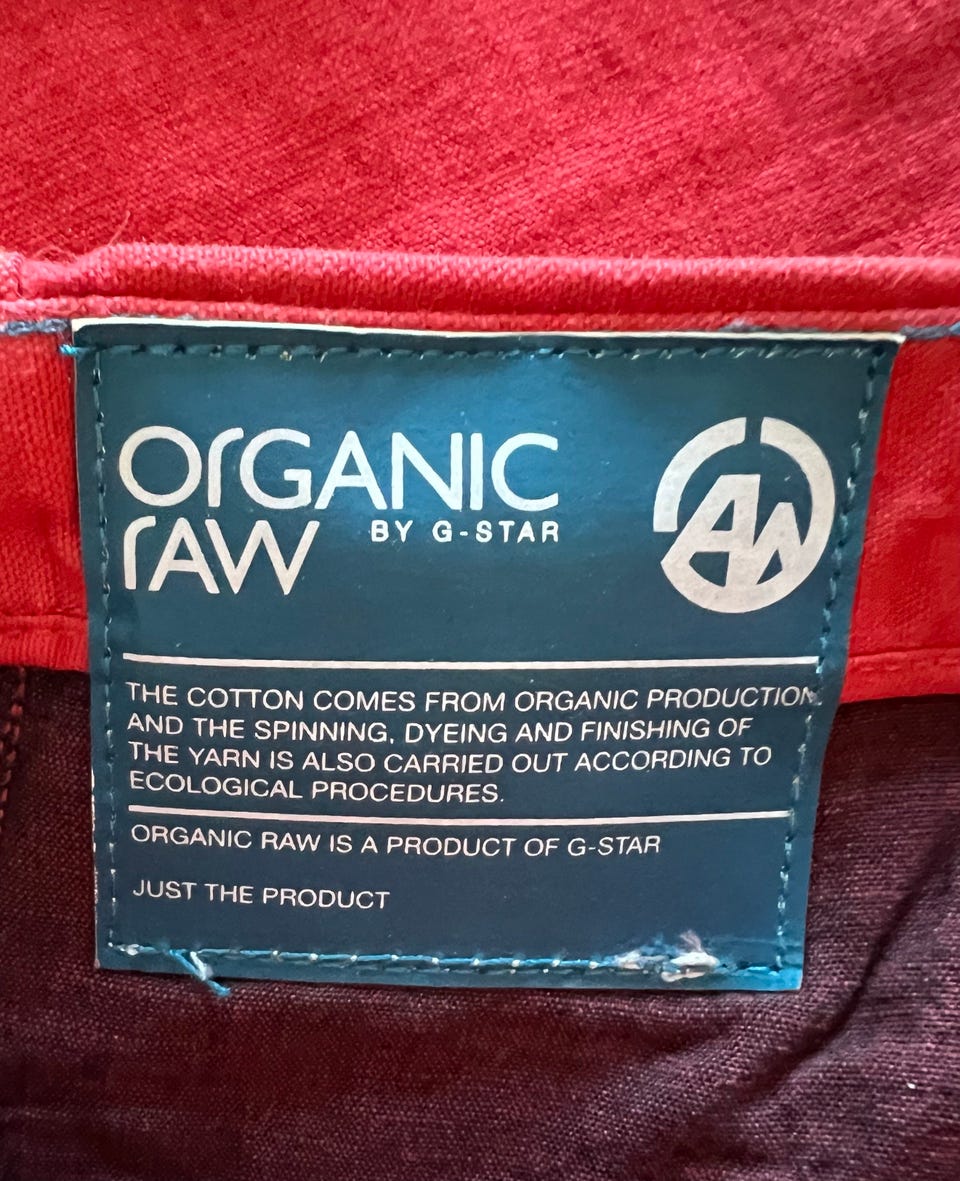 OrGANIC
rAW BY G-STAR
AW
THE COTTON COMES FROM ORGANIC PRODUCTION
AND THE SPINNING, DYEING AND FINISHING OF
THE YARN IS ALSO CARRIED OUT ACCORDING TO
ECOLOGICAL PROCEDURES.
ORGANIC RAW IS A PRODUCT OF G-STAR
JUST THE PRODUCT